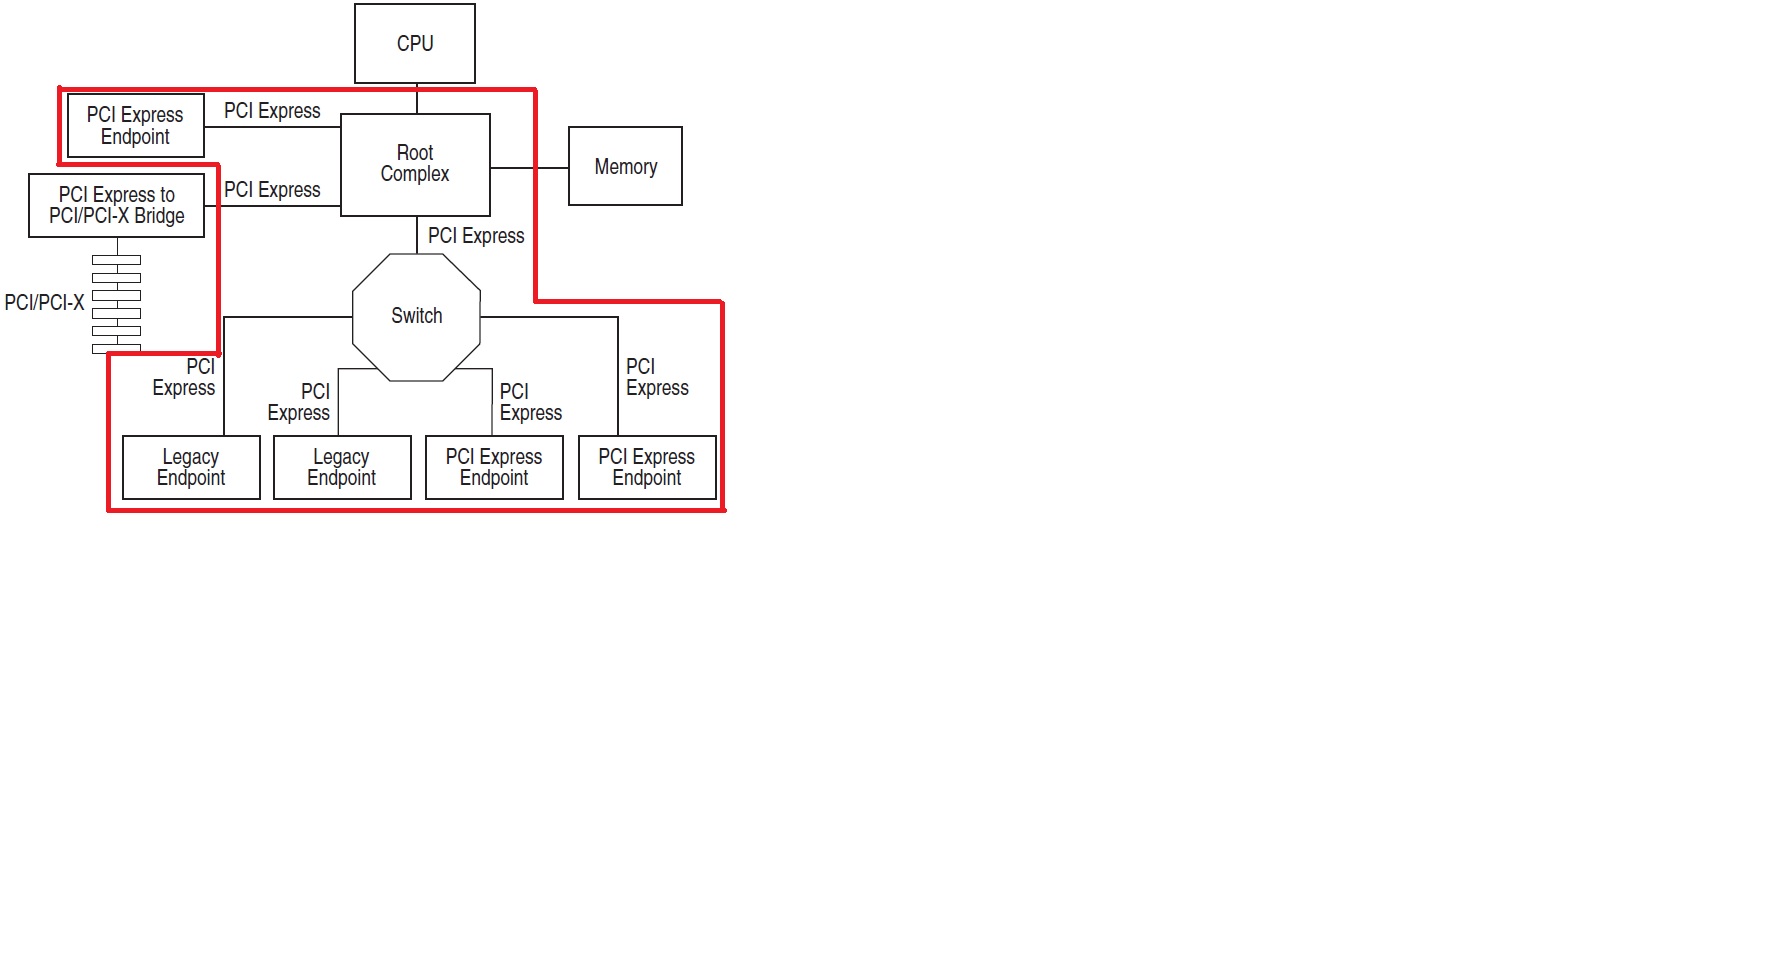 CPU
PCI Express
Endpoint
PCI Express
Root
Complex
Memory
PCI Express to
PCI/PCI-X Bridge
PCI Express
PCI Express
PCI/PCI-X
Switch
PCI
Express
PCI
Express
PCI
Express
PCI
Express
Legacy
Endpoint
Legacy
Endpoint
PCI Express
Endpoint
PCI Express
Endpoint